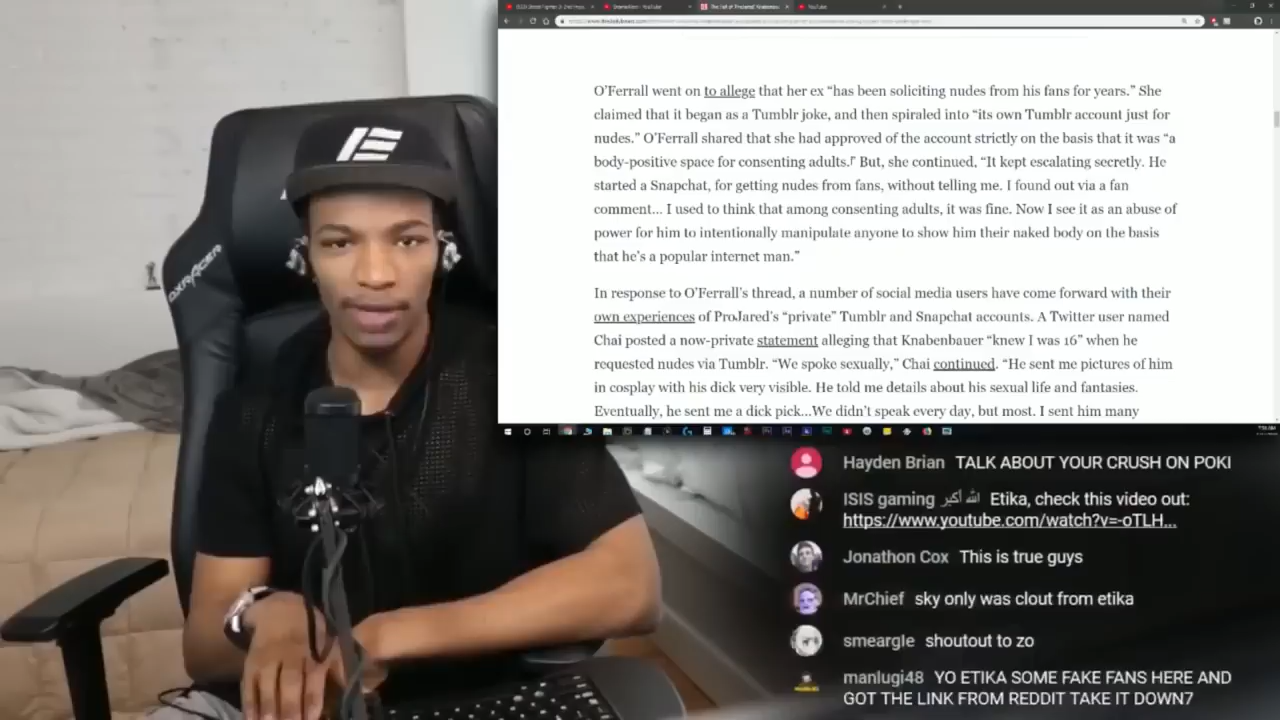 The Fall of 'ProJared' Knabenbau
YouTube
O'Ferrall went on to allege that her ex “has been soliciting nudes from his fans for years.” She
claimed that it began as a Tumblr joke, and then spiraled into “its own Tumblr account just for
nudes.” O'Ferrall shared that she had approved of the account strictly on the basis that it was “a
body-positive space for consenting adults.” But, she continued, “It kept escalating secretly. He
started a Snapchat, for getting nudes from fans, without telling me. I found out via a fan
comment… I used to think that among consenting adults, it was fine. Now I see it as an abuse of
power for him to intentionally manipulate anyone to show him their naked body on the basis
that he's a popular internet man.”
In response to O'Ferrall's thread, a number of social media users have come forward with their
own experiences of ProJared's “private” Tumblr and Snapchat accounts. A Twitter user named
Chai posted a now-private statement alleging that Knabenbauer “knew I was 16” when he
requested nudes via Tumblr. “We spoke sexually,” Chai continued. “He sent me pictures of him
in cosplay with his dick very visible. He told me details about his sexual life and fantasies.
Eventually, he sent me a dick pick...We didn't speak every day, but most. I sent him many
DXRACER
Hayden Brian TALK ABOUT YOUR CRUSH ON POKI
ISIS gaming الله أكبر Etika, check this video out:
https://www.youtube.com/watch?v=-oTLH...
Jonathon Cox This is true guys
MrChief sky only was clout from etika
smeargle shoutout to zo
manlugi48 YO ETIKA SOME FAKE FANS HERE AND
GOT THE LINK FROM REDDIT TAKE IT DOWN7